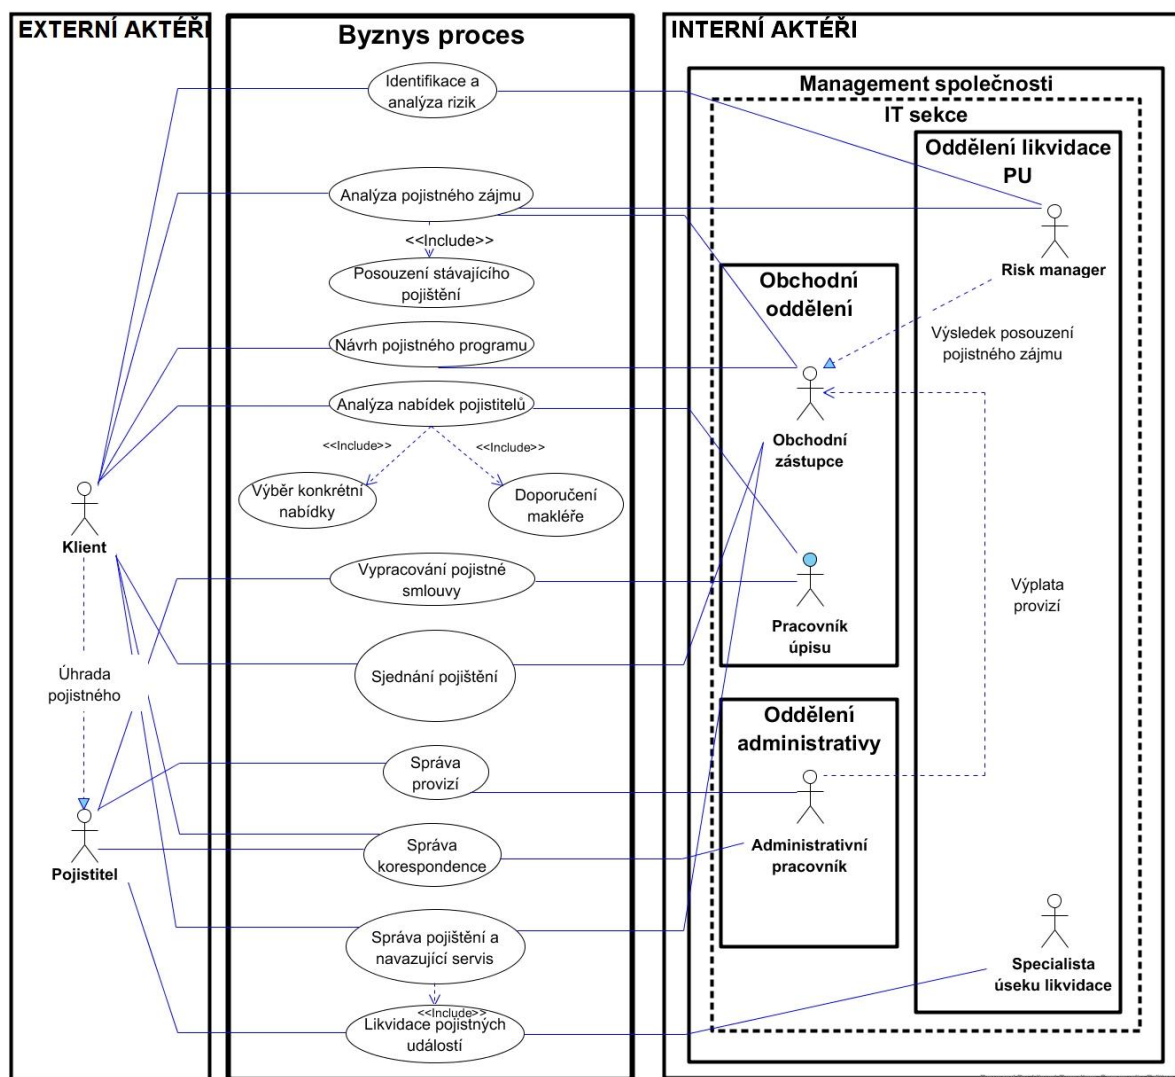 EXTERNÍ AKTÉŘI
Byznys proces
INTERNÍ AKTÉŘI
Identifikace a
analýza rizik
Analýza pojistného zájmu
<<Include>>
Posouzení stávajícího
pojištění
Návrh pojistného programu
Analýza nabídek pojistitelů
<<Include>>
<<Include>>
Výběr konkrétní
nabídky
Doporučení
makléře
Vypracování pojistné
smlouvy
Sjednání pojištění
Správa
provizí
Správa
korespondence
Správa pojištění a
navazující servis
<<Include>>
Likvidace pojistných
událostí
Klient
Úhrada
pojistného
Pojistitel
Management společnosti
IT sekce
Oddělení likvidace
PU
Risk manager
Obchodní
oddělení
Výsledek posouzení
pojistného zájmu
Obchodní
zástupce
Pracovník
úpisu
Výplata
provizí
Oddělení
administrativy
Administrativní
pracovník
Specialista
úseku likvidace